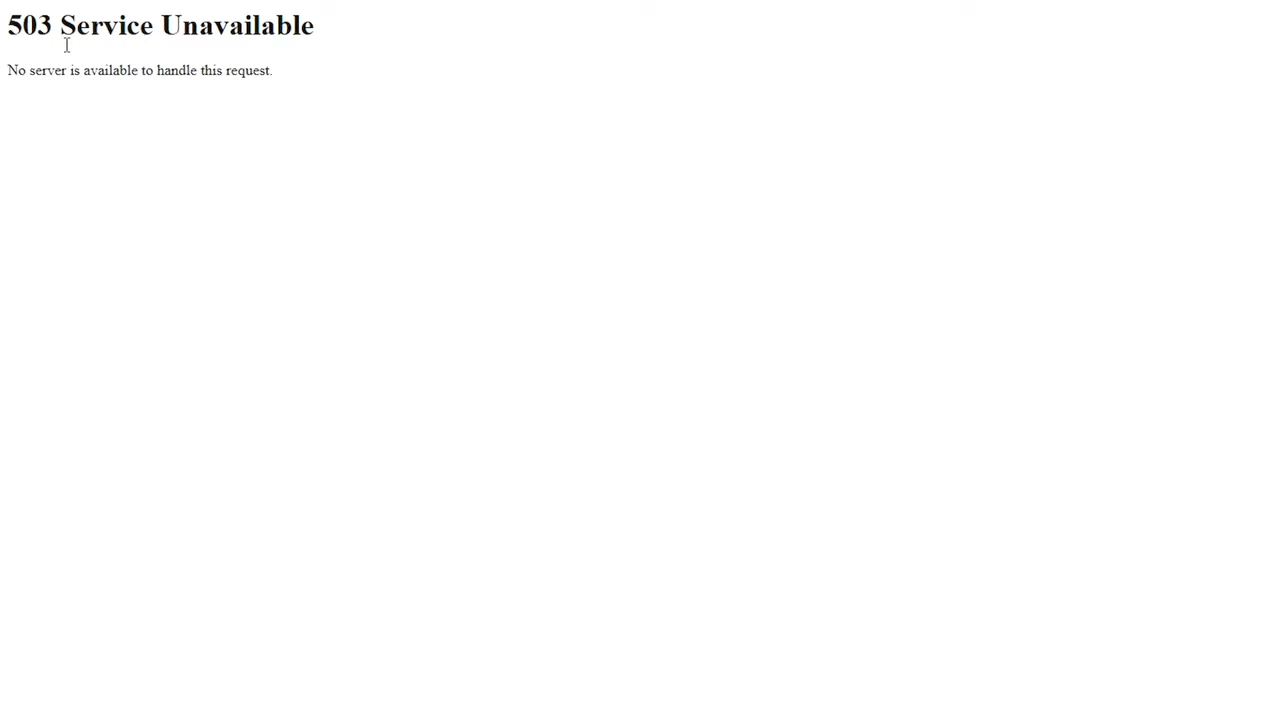 503 Service Unavailable
No server is available to handle this request.